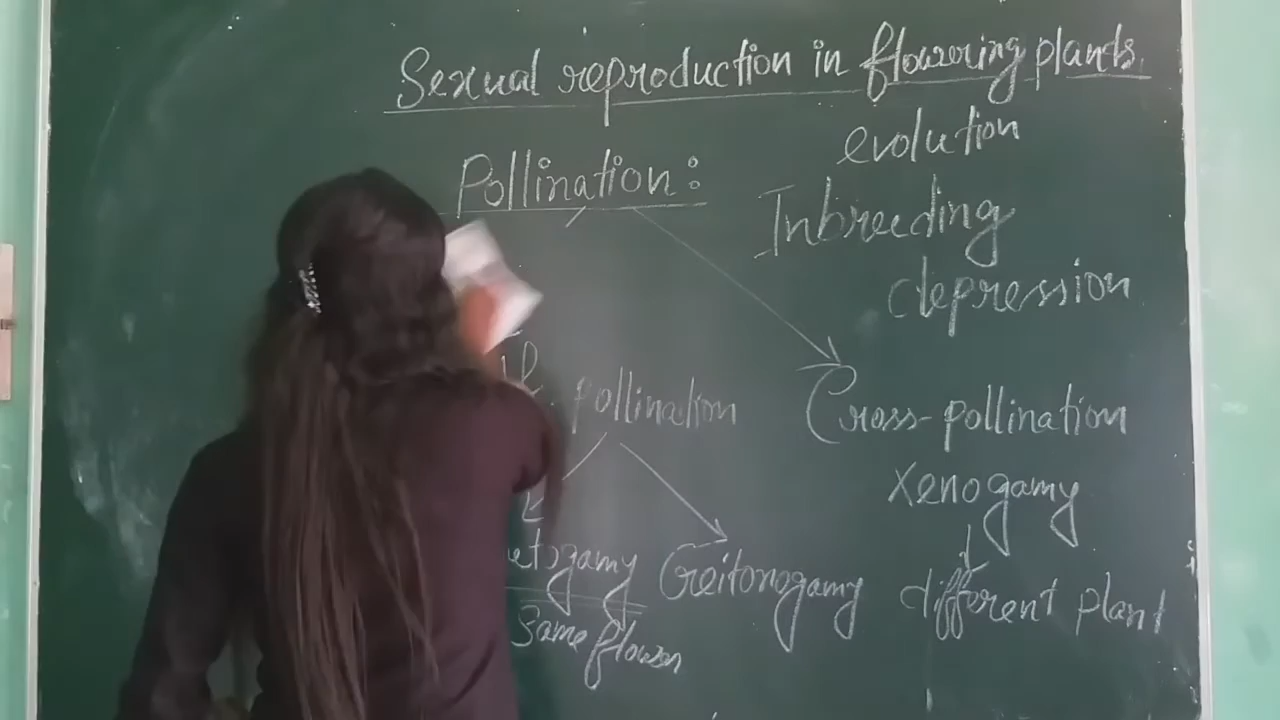 Sexual reproduction in flowering plants
evolution
Pollination:
Inbreeding
depression
pollination
Cross-pollination
xenogamy
Geitonogamy
different plant
Same flower